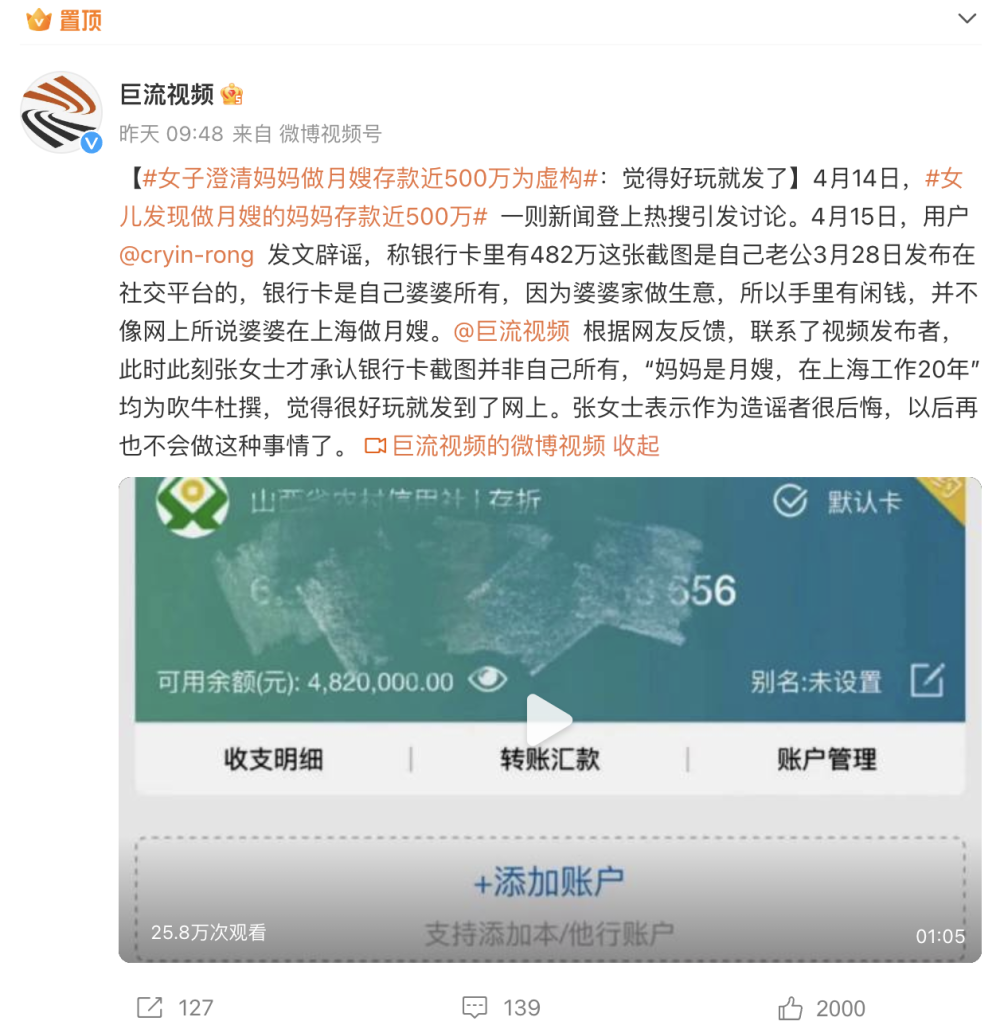 置顶
巨流视频
昨天 09:48 来自 微博视频号
【#女子澄清妈妈做月嫂存款近500万为虚构#：觉得好玩就发了】4月14日，#女
儿发现做月嫂的妈妈存款近500万# 一则新闻登上热搜引发讨论。4月15日，用户
@cryin-rong 发文辟谣，称银行卡里有482万这张截图是自己老公3月28日发布在
社交平台的，银行卡是自己婆婆所有，因为婆婆家做生意，所以手里有闲钱，并不
像网上所说婆婆在上海做月嫂。@巨流视频 根据网友反馈，联系了视频发布者，
此时此刻张女士才承认银行卡截图并非自己所有，“妈妈是月嫂，在上海工作20年”
均为吹牛杜撰，觉得很好玩就发到了网上。张女士表示作为造谣者很后悔，以后再
也不会做这种事情了。 巨流视频的微博视频 收起
山西省农村信用社 | 存折 默认卡
656
可用余额(元): 4,820,000.00 别名:未设置
收支明细 | 转账汇款 | 账户管理
+添加账户
支持添加本/他行账户
25.8万次观看 01:05
127 139 2000